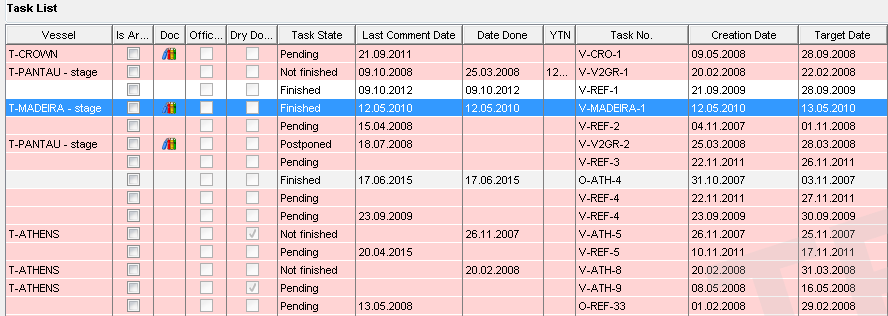 Task List
Vessel Is Ar... Doc Offic... Dry Do... Task State Last Comment Date Date Done YTN Task No. Creation Date Target Date
T-CROWN Pending 21.09.2011 V-CRO-1 09.05.2008 28.09.2008
T-PANTAU - stage Not finished 09.10.2008 25.03.2008 12... V-V2GR-1 20.02.2008 22.02.2008
Finished 09.10.2012 09.10.2012 V-REF-1 21.09.2009 28.09.2009
T-MADEIRA - stage Finished 12.05.2010 12.05.2010 V-MADEIRA-1 12.05.2010 13.05.2010
Pending 15.04.2008 V-REF-2 04.11.2007 01.11.2008
T-PANTAU - stage Postponed 18.07.2008 V-V2GR-2 25.03.2008 28.03.2008
Pending V-REF-3 22.11.2011 26.11.2011
Finished 17.06.2015 17.06.2015 O-ATH-4 31.10.2007 03.11.2007
Pending V-REF-4 22.11.2011 27.11.2011
Pending 23.09.2009 V-REF-4 23.09.2009 30.09.2009
T-ATHENS Not finished 26.11.2007 V-ATH-5 26.11.2007 25.11.2007
Pending 20.04.2015 V-REF-5 10.11.2011 17.11.2011
T-ATHENS Not finished 20.02.2008 V-ATH-8 20.02.2008 31.03.2008
T-ATHENS Pending V-ATH-9 08.05.2008 16.05.2008
Pending 13.05.2008 O-REF-33 01.02.2008 29.02.2008